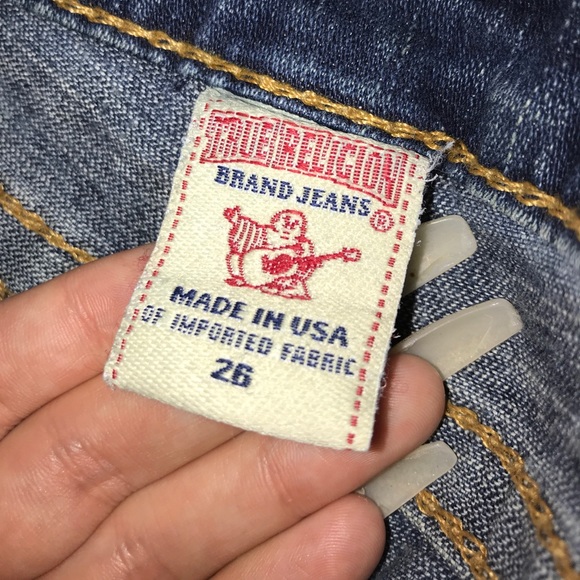 TRUE RELIGION
BRAND JEANS ®
MADE IN USA
OF IMPORTED FABRIC
26